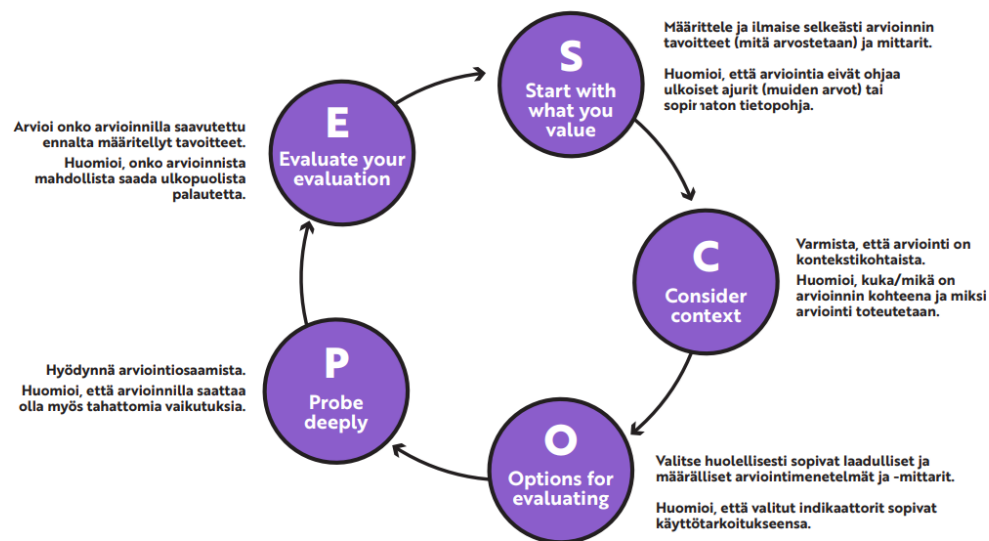 S
Start with
what you
value
Määrittele ja ilmaise selkeästi arvioinnin
tavoitteet (mitä arvostetaan) ja mittarit.
Huomioi, että arviointia eivät ohjaa
ulkoiset ajurit (muiden arvot) tai
tietopohja.
C
Consider
context
Varmista, että arviointi on
kontekstikohtaista.
Huomioi, kuka/mikä on
arvioinnin kohteena ja miksi
arviointi toteutetaan.
O
Options for
evaluating
Valitse huolellisesti sopivat laadulliset ja
määrälliset arviointimenetelmät ja -mittarit.
Huomioi, että valitut indikaattorit sopivat
käyttötarkoitukseensa.
P
Probe
deeply
Hyödynnä arviointiosaamista.
Huomioi, että arvioinnilla saattaa
olla myös tahattomia vaikutuksia.
E
Evaluate your
evaluation
Arvioi onko arvioinnilla saavutettu
ennalta määritellyt tavoitteet.
Huomioi, onko arvioinnista
mahdollista saada ulkopuolista
palautetta.